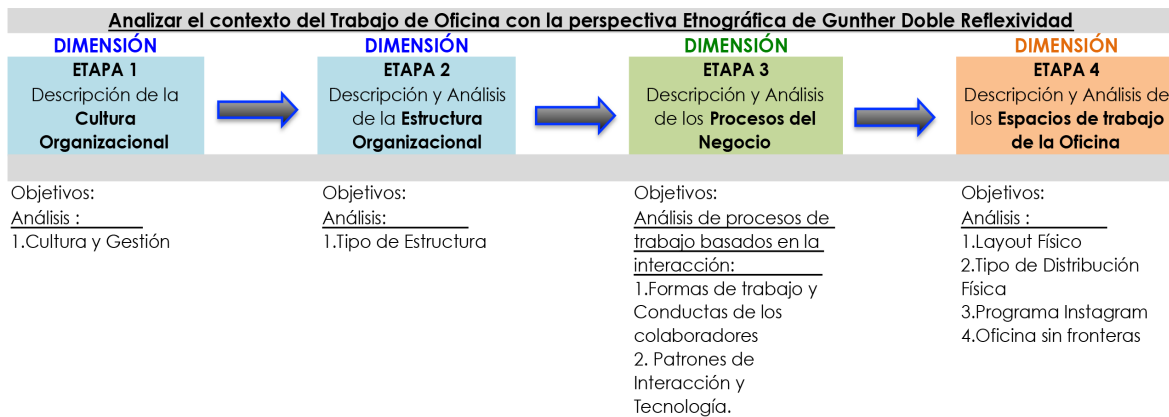 Analizar el contexto del Trabajo de Oficina con la perspectiva Etnográfica de Gunther Doble Reflexividad
DIMENSIÓN
ETAPA 1
Descripción de la
Cultura
Organizacional
Objetivos:
Análisis :
1.Cultura y Gestión
DIMENSIÓN
ETAPA 2
Descripción y Análisis
de la Estructura
Organizacional
Objetivos:
Análisis:
1.Tipo de Estructura
DIMENSIÓN
ETAPA 3
Descripción y Análisis
de los Procesos del
Negocio
Objetivos:
Análisis de procesos de
trabajo basados en la
interacción:
1.Formas de trabajo y
Conductas de los
colaboradores
2. Patrones de
Interacción y
Tecnología.
DIMENSIÓN
ETAPA 4
Descripción y Análisis de
los Espacios de trabajo
de la Oficina
Objetivos:
Análisis :
1.Layout Físico
2.Tipo de Distribución
Física
3.Programa Instagram
4.Oficina sin fronteras